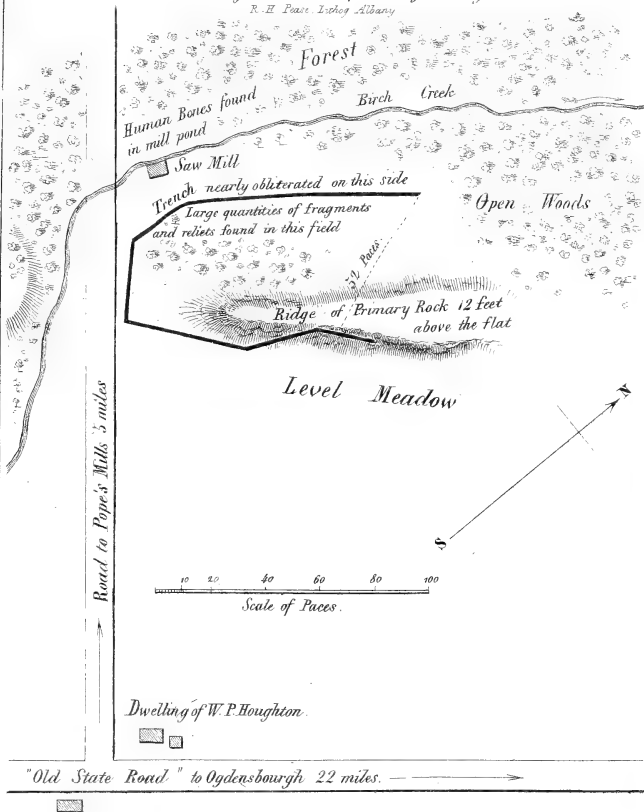 R. H. Pease. Lithog. Albany
Forest
Birch Creek
Human Bones found
in mill pond
Saw Mill
Trench nearly obliterated on this side
Large quantities of fragments
and relicts found in this field
Open Woods
52 Paces
Ridge of Primary Rock 12 feet
above the flat
Level Meadow
N
S
Road to Pope's Mills 5 miles
10 20 40 60 80 100
Scale of Paces.
Dwelling of W. P. Houghton.
"Old State Road" to Ogdensbourgh 22 miles.